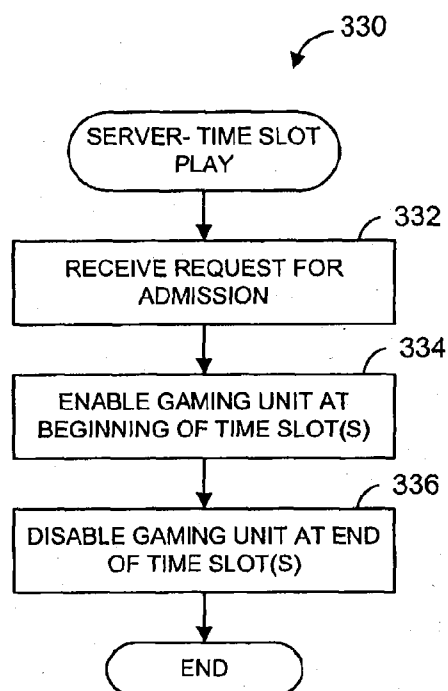 330
SERVER- TIME SLOT
PLAY
332
RECEIVE REQUEST FOR
ADMISSION
334
ENABLE GAMING UNIT AT
BEGINNING OF TIME SLOT(S)
336
DISABLE GAMING UNIT AT END
OF TIME SLOT(S)
END